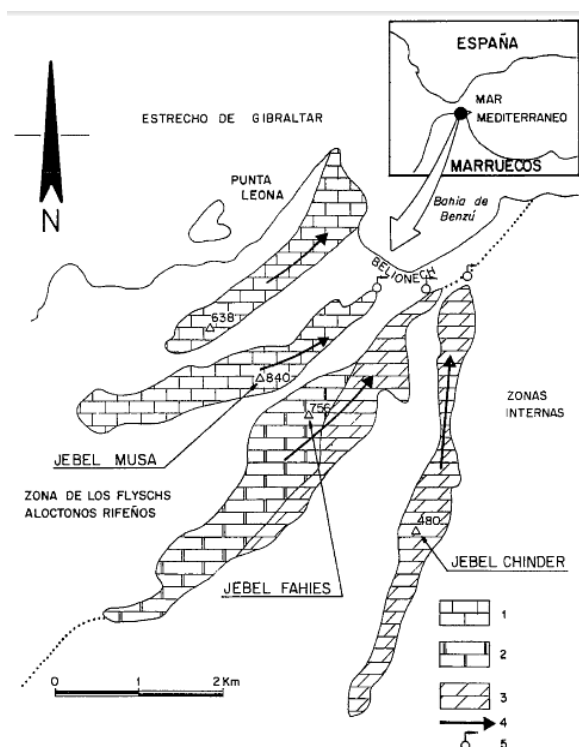 ESPAÑA
MAR
MEDITERRANEO
MARRUECOS
ESTRECHO DE GIBRALTAR
PUNTA
LEONA
Bahía de
Benzú
N
BELIONECH
638
840
756
ZONAS
INTERNAS
JEBEL MUSA
ZONA DE LOS FLYSCHS
ALOCTONOS RIFEÑOS
480
JEBEL FAHIES
JEBEL CHINDER
0 1 2 Km
1
2
3
4
5